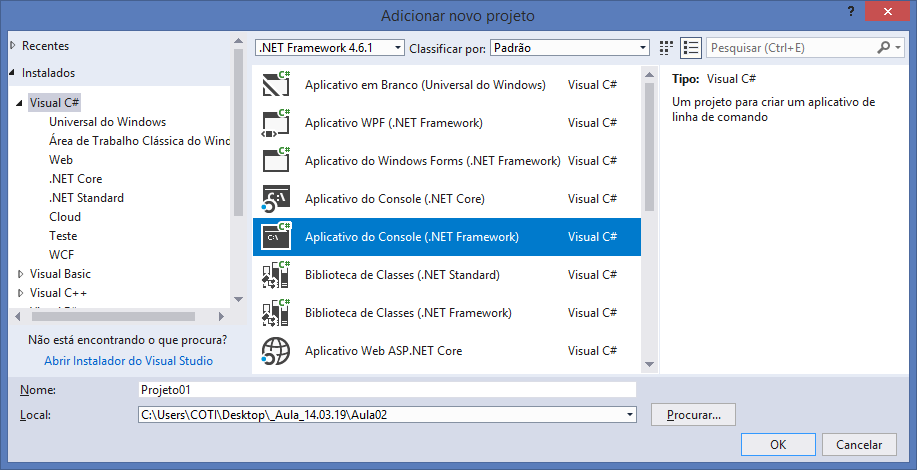 Adicionar novo projeto
?
Recentes
Instalados
Visual C#
Universal do Windows
Área de Trabalho Clássica do Wind
Web
.NET Core
.NET Standard
Cloud
Teste
WCF
Visual Basic
Visual C++
Não está encontrando o que procura?
Abrir Instalador do Visual Studio
.NET Framework 4.6.1
Classificar por: Padrão
Pesquisar (Ctrl+E)
Aplicativo em Branco (Universal do Windows) Visual C#
Aplicativo WPF (.NET Framework) Visual C#
Aplicativo do Windows Forms (.NET Framework) Visual C#
Aplicativo do Console (.NET Core) Visual C#
Aplicativo do Console (.NET Framework) Visual C#
Biblioteca de Classes (.NET Standard) Visual C#
Biblioteca de Classes (.NET Framework) Visual C#
Aplicativo Web ASP.NET Core Visual C#
Tipo: Visual C#
Um projeto para criar um aplicativo de
linha de comando
Nome: Projeto01
Local: C:\Users\COTI\Desktop\_Aula_14.03.19\Aula02
Procurar...
OK Cancelar